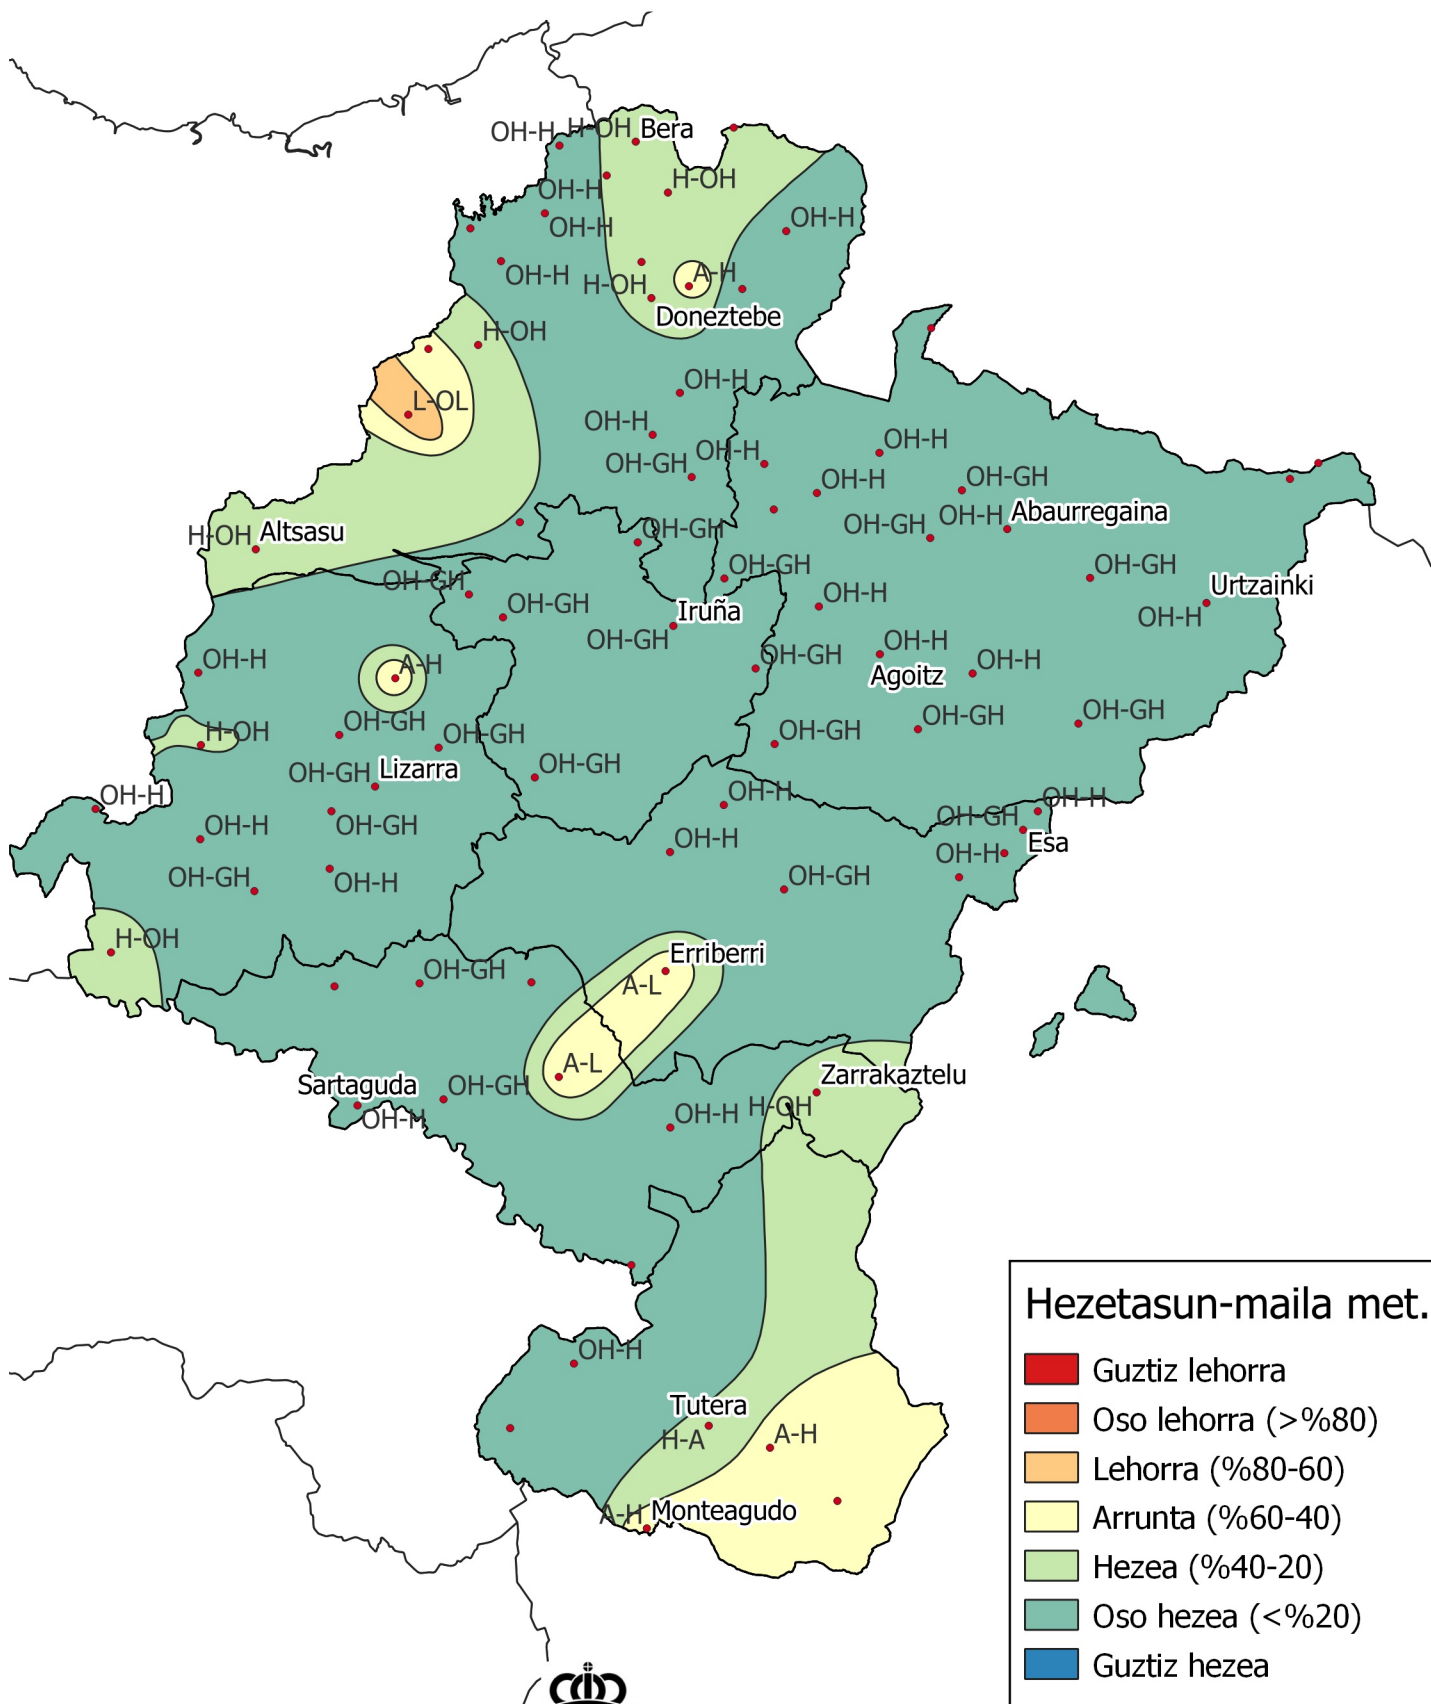 OH-H
H-OH
Bera
OH-H
H-OH
OH-H
OH-H
OH-H
H-OH
A-H
Doneztebe
H-OH
OH-H
L-OL
OH-H
OH-H
OH-H
OH-GH
OH-H
OH-GH
OH-H
Abaurregaina
OH-GH
H-OH
Altsasu
OH-GH
OH-GH
OH-GH
OH-GH
Urtzainki
OH-GH
OH-H
Iruña
OH-H
OH-GH
OH-H
OH-H
A-H
OH-GH
OH-H
Agoitz
OH-GH
OH-GH
OH-GH
H-OH
OH-GH
OH-GH
OH-GH
Lizarra
OH-GH
OH-H
OH-H
OH-H
OH-H
OH-GH
OH-GH
OH-H
Esa
OH-H
OH-GH
OH-H
OH-GH
H-OH
Erriberri
OH-GH
A-L
A-L
Zarrakaztelu
Sartaguda
OH-GH
H-OH
OH-H
OH-H
OH-H
Tutera
H-A
A-H
A-H
Monteagudo
Hezetasun-maila met.
Guztiz lehorra
Oso lehorra (>%80)
Lehorra (%80-60)
Arrunta (%60-40)
Hezea (%40-20)
Oso hezea (<%20)
Guztiz hezea